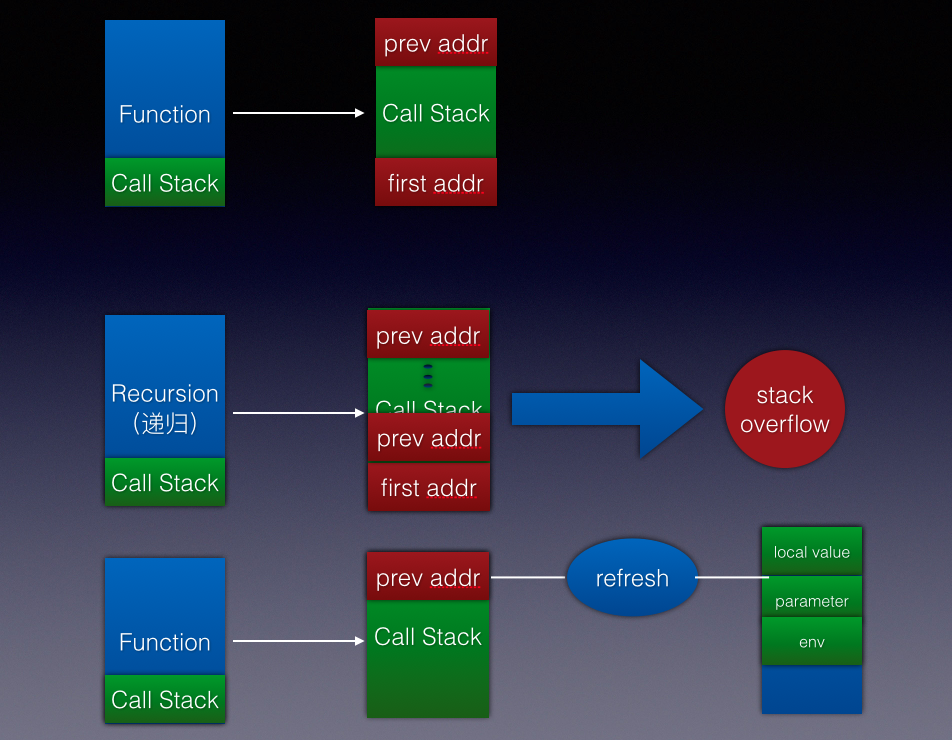 prev addr
Function
Call Stack
Call Stack
first addr
prev addr
Recursion
（递归）
Call Stack
Call Stack
prev addr
first addr
stack
overflow
prev addr
refresh
local value
parameter
env
Function
Call Stack
Call Stack